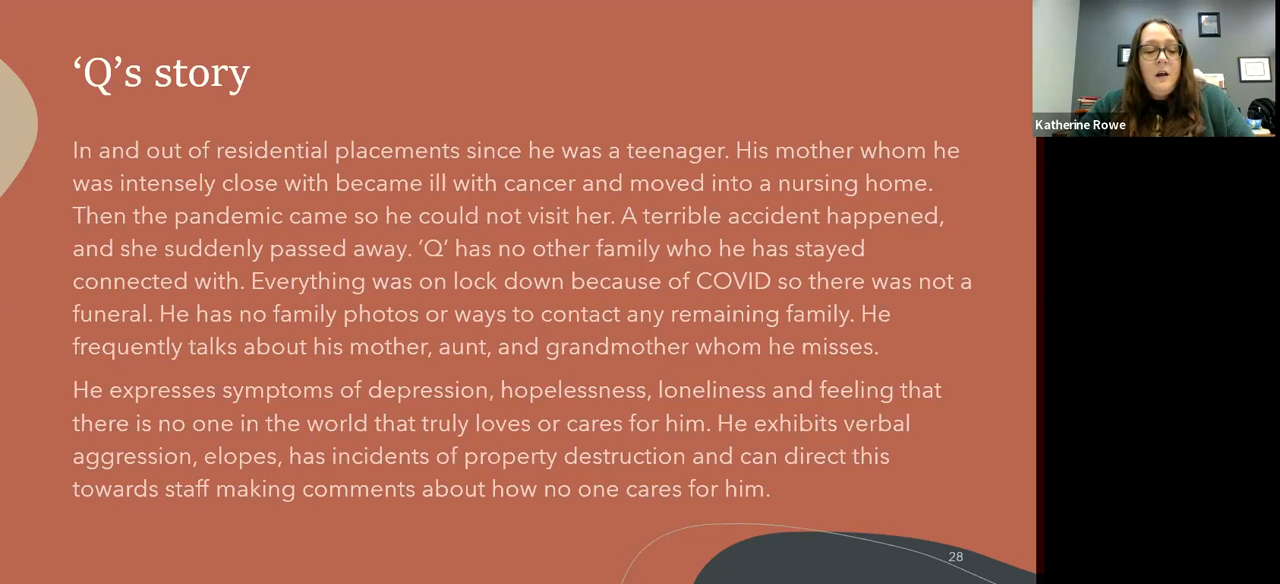 ‘Q’s story
In and out of residential placements since he was a teenager. His mother whom he
was intensely close with became ill with cancer and moved into a nursing home.
Then the pandemic came so he could not visit her. A terrible accident happened,
and she suddenly passed away. ‘Q’ has no other family who he has stayed
connected with. Everything was on lock down because of COVID so there was not a
funeral. He has no family photos or ways to contact any remaining family. He
frequently talks about his mother, aunt, and grandmother whom he misses.
He expresses symptoms of depression, hopelessness, loneliness and feeling that
there is no one in the world that truly loves or cares for him. He exhibits verbal
aggression, elopes, has incidents of property destruction and can direct this
towards staff making comments about how no one cares for him.
28
Katherine Rowe